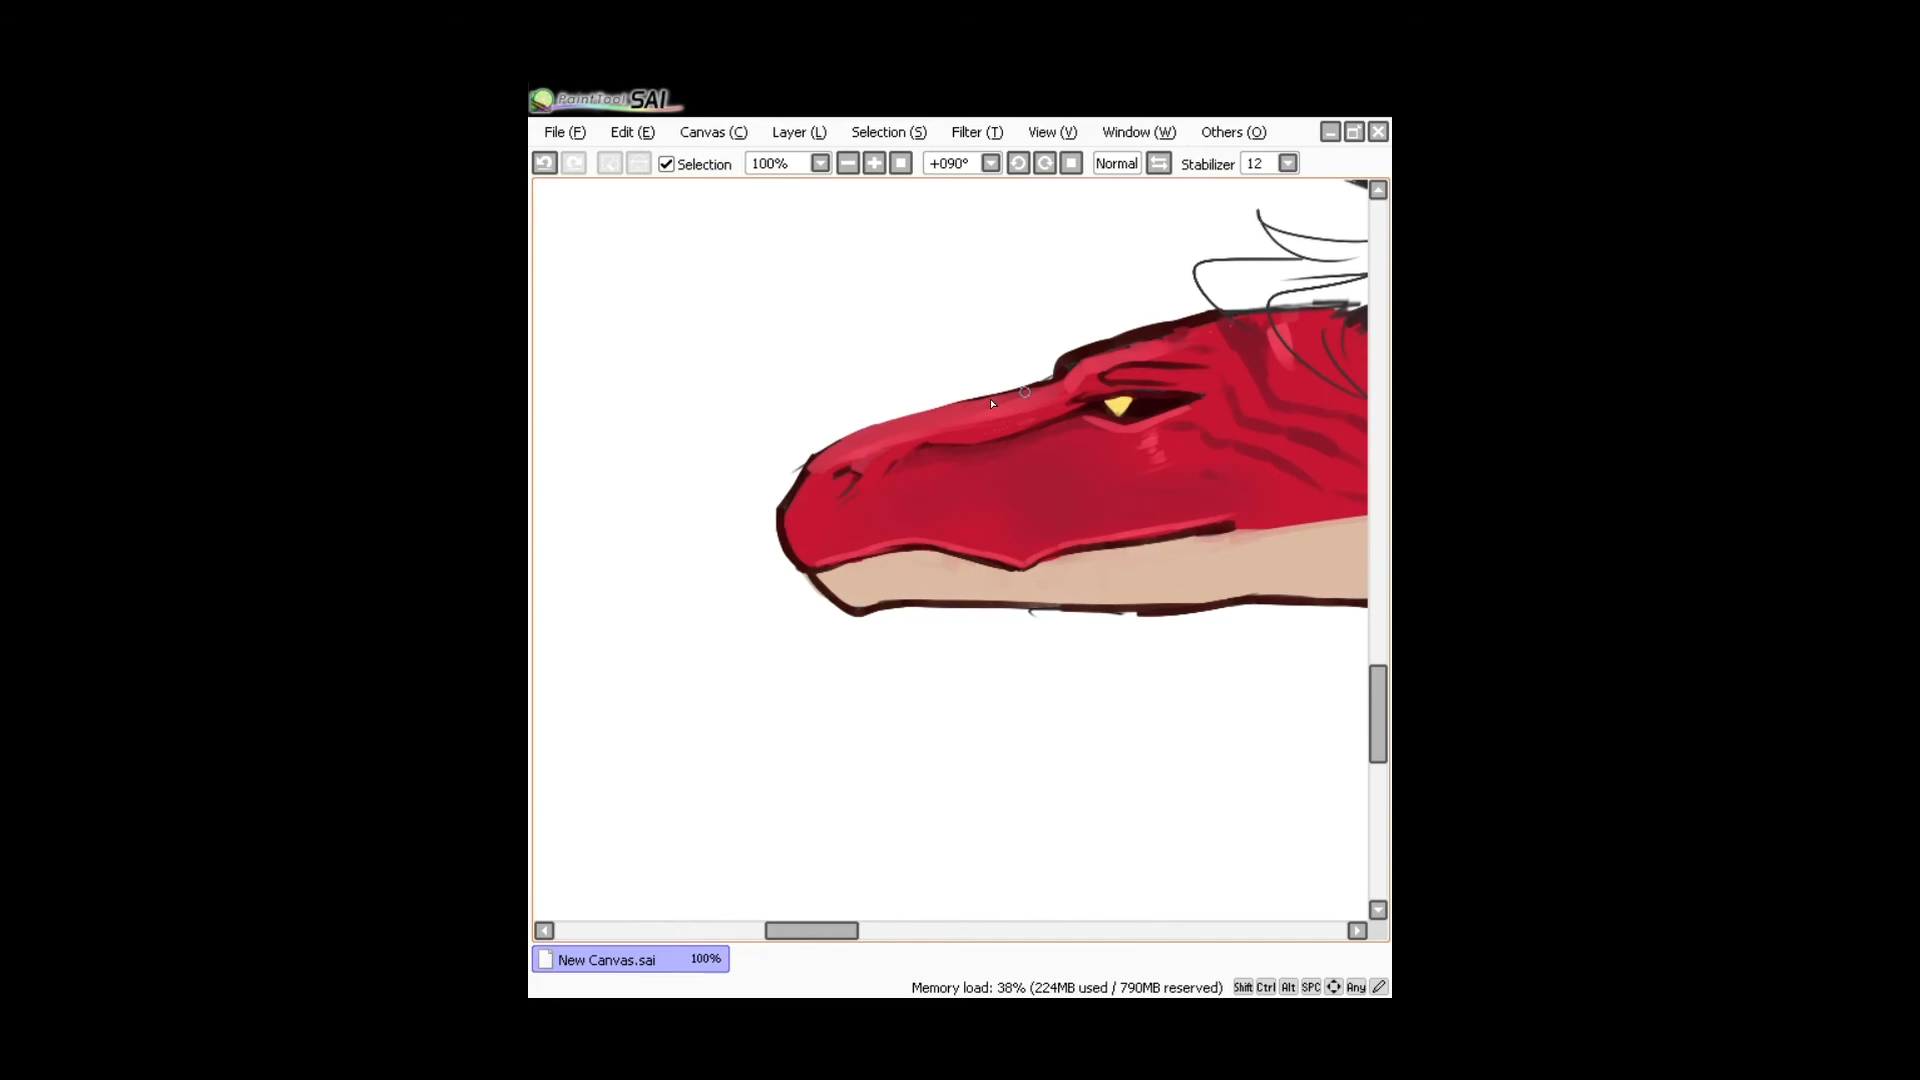 PaintTool SAI
File (F) Edit (E) Canvas (C) Layer (L) Selection (S) Filter (T) View (V) Window (W) Others (O)
Selection 100% +090° Normal Stabilizer 12
New Canvas.sai 100%
Memory load: 38% (224MB used / 790MB reserved) Shift Ctrl Alt SPC Any